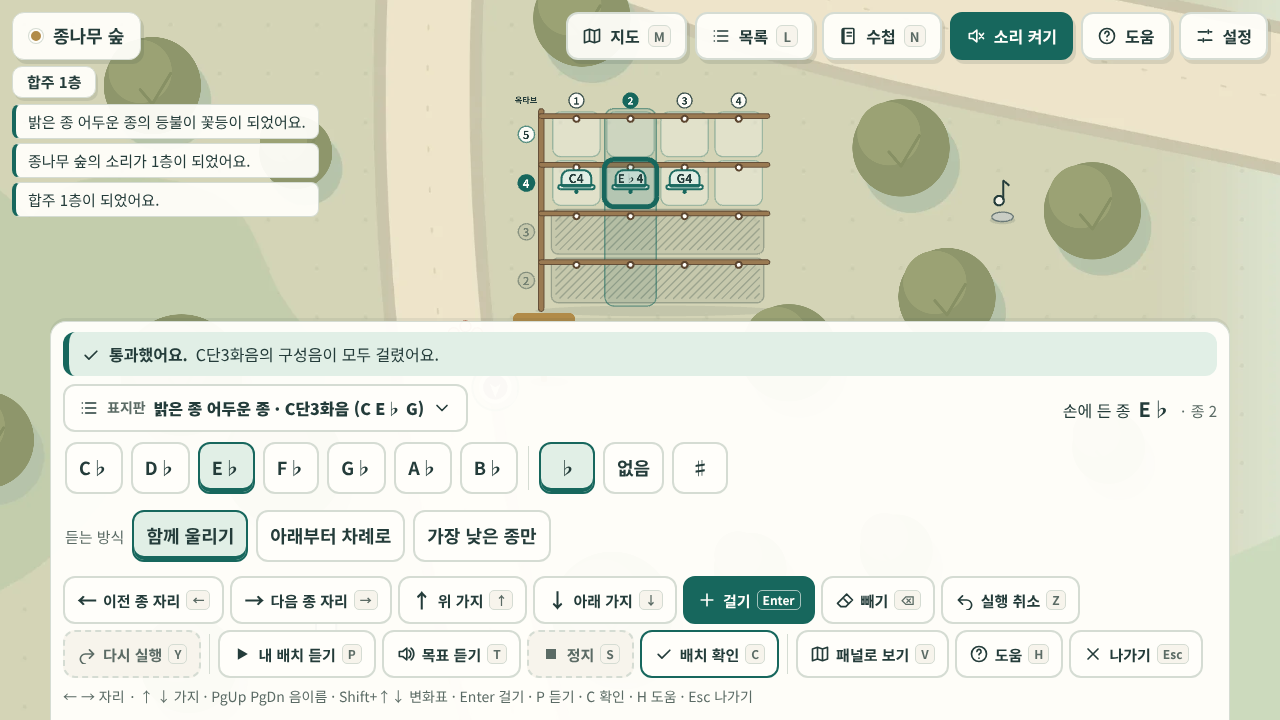 종나무 숲
지도 M
목록 L
수첩 N
소리 켜기
도움
설정
합주 1층
밝은 종 어두운 종의 등불이 꽃등이 되었어요.
종나무 숲의 소리가 1층이 되었어요.
합주 1층이 되었어요.
옥타브 1 2 3 4
5
4 C4 E♭4 G4
3
2
통과했어요. C단3화음의 구성음이 모두 걸렸어요.
표지판 밝은 종 어두운 종 · C단3화음 (C E♭ G)
손에 든 종 E♭ · 종 2
C♭ D♭ E♭ F♭ G♭ A♭ B♭ ♭ 없음 ♯
듣는 방식 함께 울리기 아래부터 차례로 가장 낮은 종만
← 이전 종 자리 ← → 다음 종 자리 → ↑ 위 가지 ↑ ↓ 아래 가지 ↓ + 걸기 Enter 빼기 ⌫ 실행 취소 Z
다시 실행 Y 내 배치 듣기 P 목표 듣기 T 정지 S 배치 확인 C 패널로 보기 V 도움 H 나가기 Esc
← → 자리 · ↑ ↓ 가지 · PgUp PgDn 음이름 · Shift+↑↓ 변화표 · Enter 걸기 · P 듣기 · C 확인 · H 도움 · Esc 나가기